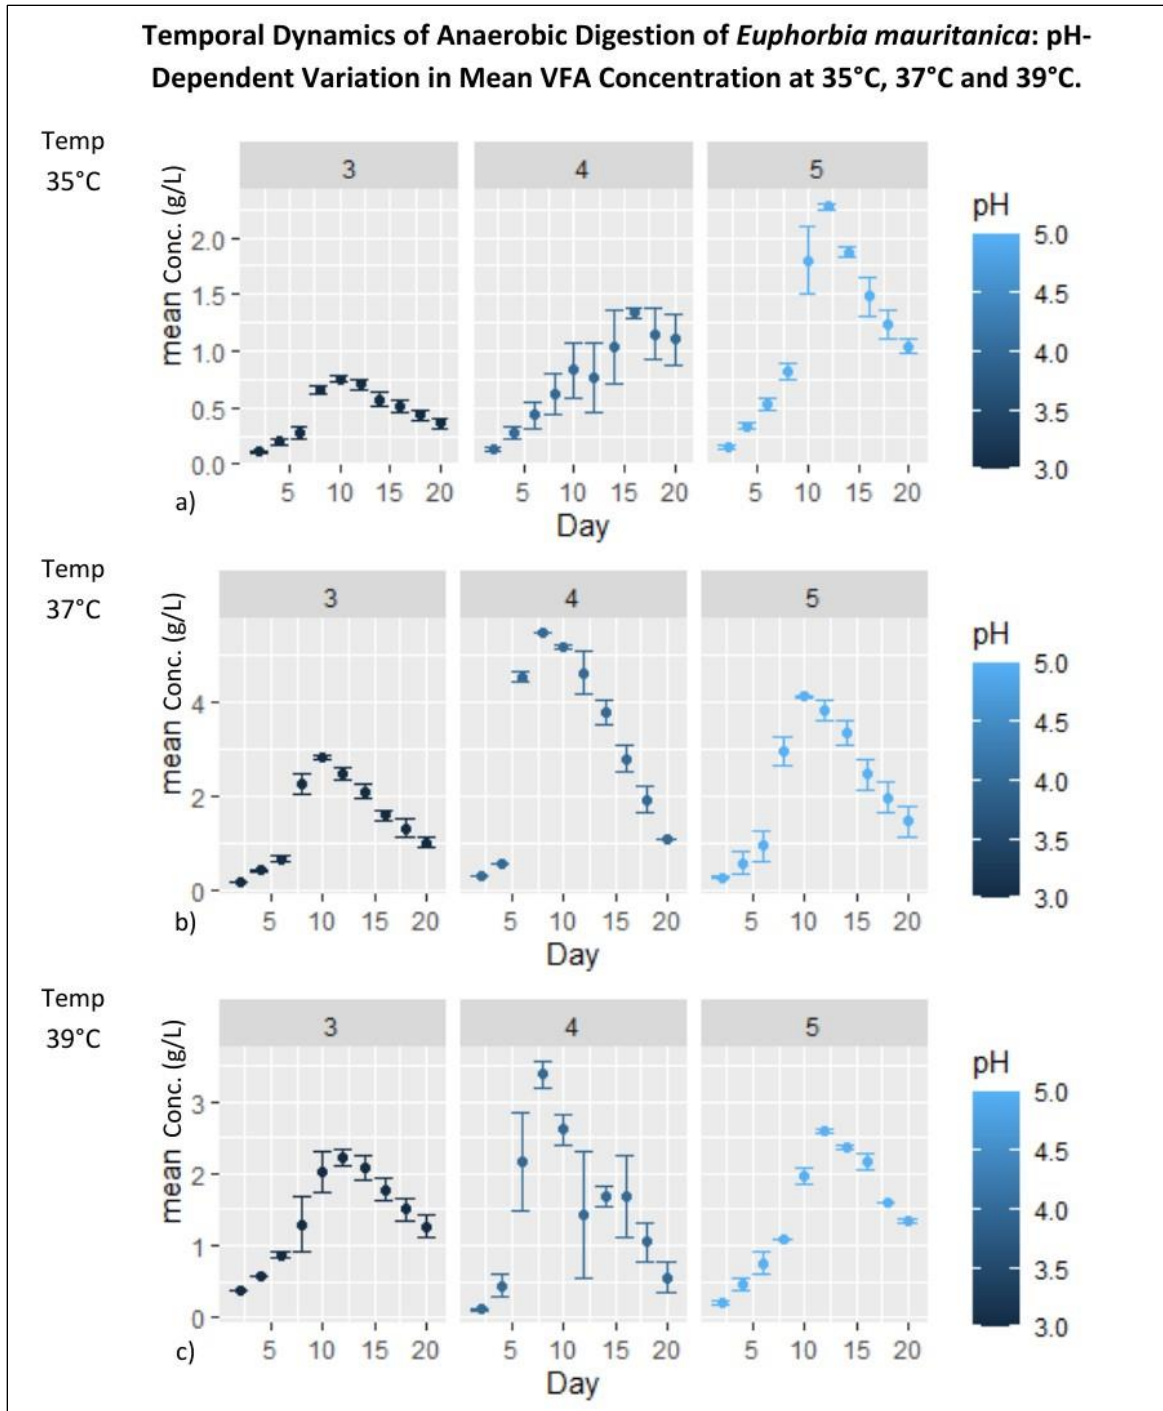 Temporal Dynamics of Anaerobic Digestion of Euphorbia mauritanica: pH-
Dependent Variation in Mean VFA Concentration at 35°C, 37°C and 39°C.
Temp
35°C
mean Conc. (g/L)
3 4 5
2.0
1.5
1.0
0.5
0.0
5 10 15 20 5 10 15 20 5 10 15 20
Day
pH
5.0
4.5
4.0
3.5
3.0
a)
Temp
37°C
mean Conc. (g/L)
3 4 5
4
2
0
5 10 15 20 5 10 15 20 5 10 15 20
Day
pH
5.0
4.5
4.0
3.5
3.0
b)
Temp
39°C
mean Conc. (g/L)
3 4 5
3
2
1
0
5 10 15 20 5 10 15 20 5 10 15 20
Day
pH
5.0
4.5
4.0
3.5
3.0
c)